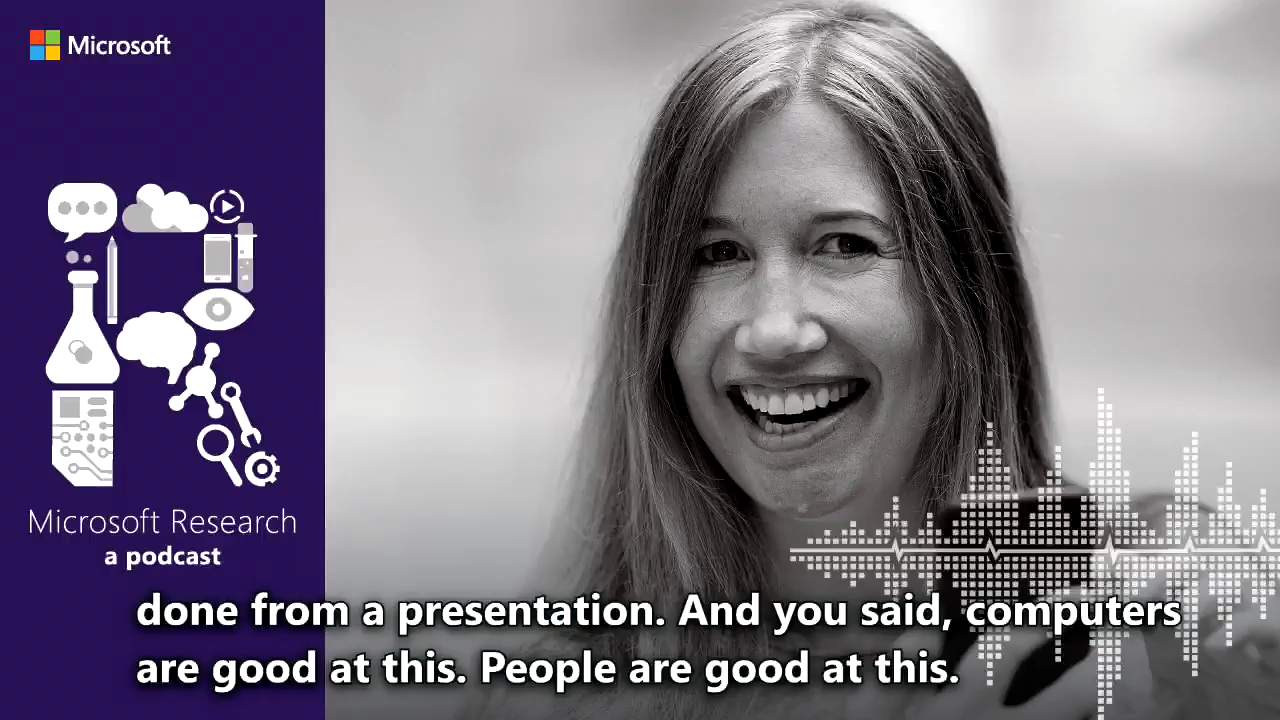 Microsoft
Microsoft Research
a podcast
done from a presentation. And you said, computers
are good at this. People are good at this.